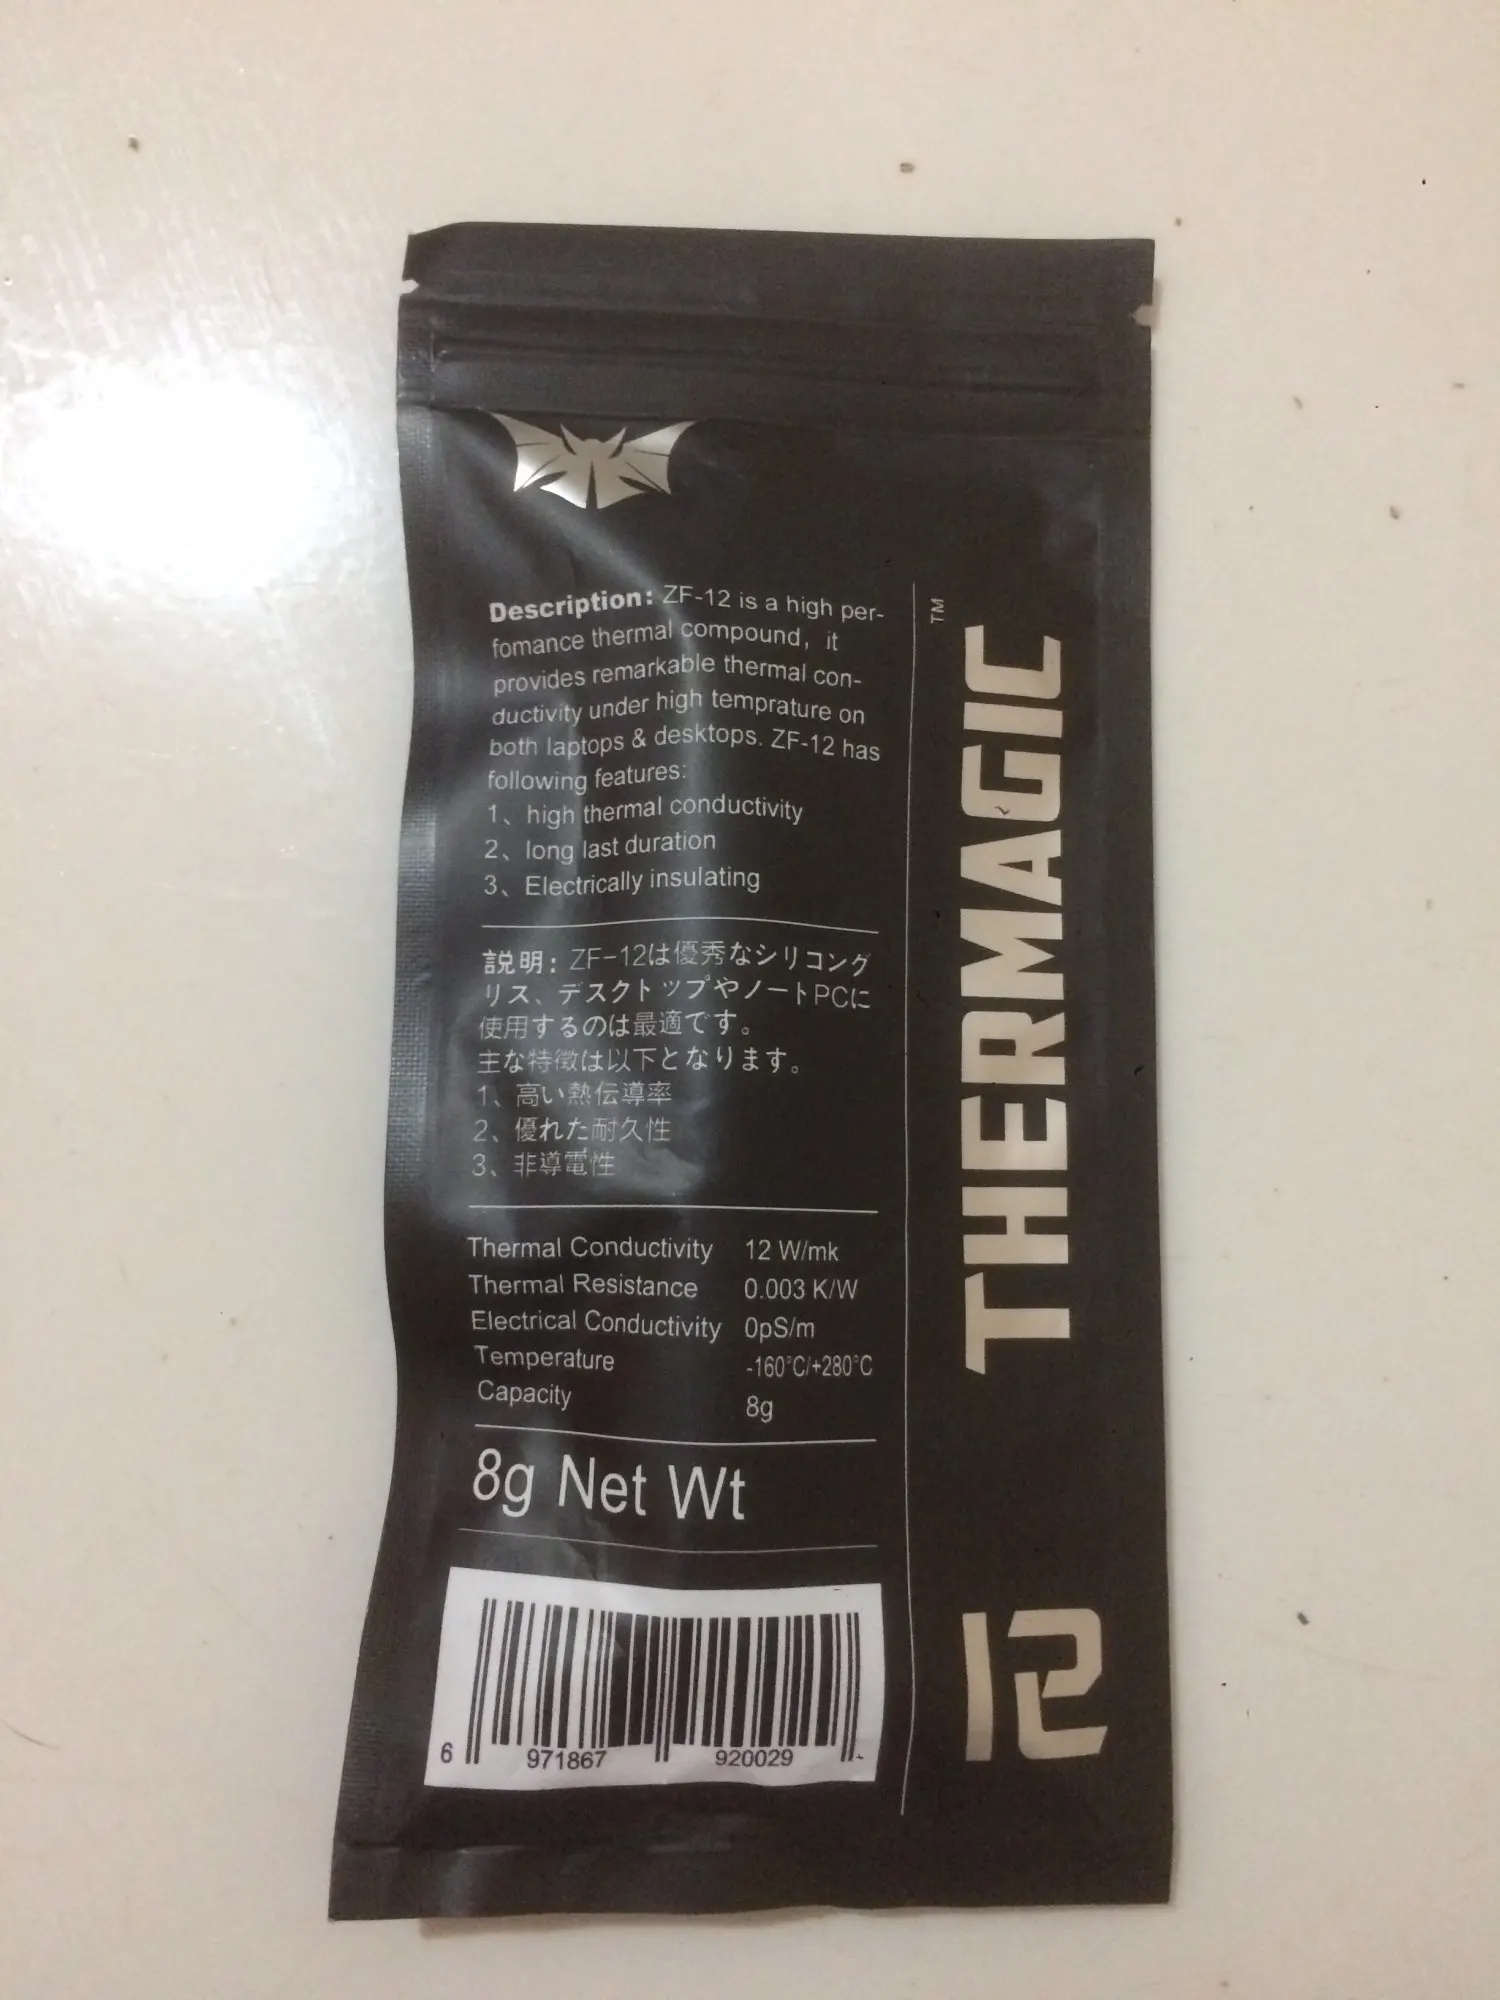 Description: ZF-12 is a high per-
fomance thermal compound, it
provides remarkable thermal con-
ductivity under high temprature on
both laptops & desktops. ZF-12 has
following features:
1、high thermal conductivity
2、long last duration
3、Electrically insulating
説明: ZF-12は優秀なシリコング
リス、デスクトップやノートPCに
使用するのは最適です。
主な特徴は以下となります。
1、高い熱伝導率
2、優れた耐久性
3、非導電性
Thermal Conductivity 12 W/mk
Thermal Resistance 0.003 K/W
Electrical Conductivity 0pS/m
Temperature -160°C/+280°C
Capacity 8g
8g Net Wt
6 971867 920029
THERMAGIC™
12